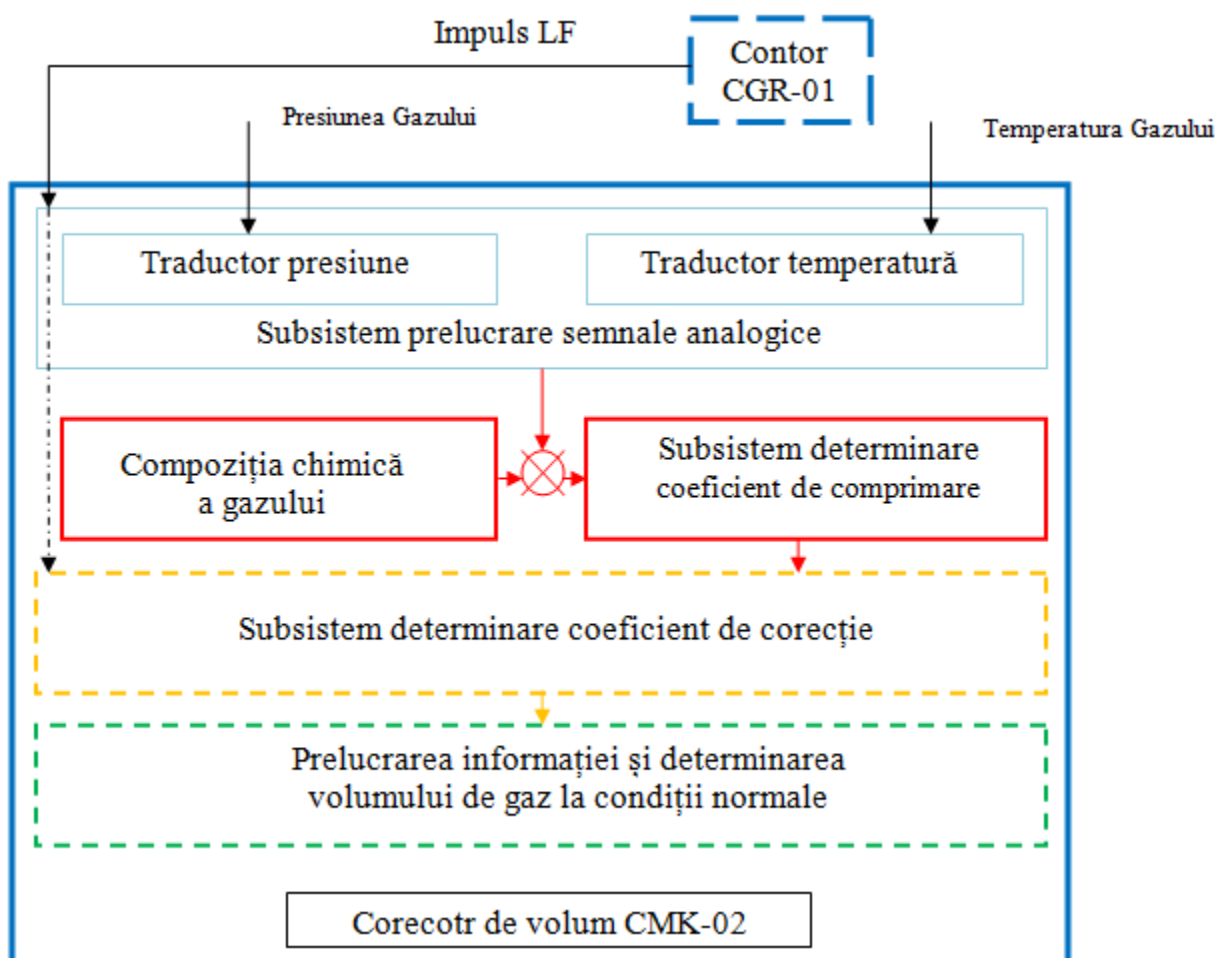 Impuls LF
Contor
CGR-01
Presiunea Gazului
Temperatura Gazului
Traductor presiune
Traductor temperatură
Subsistem prelucrare semnale analogice
Compoziția chimică
a gazului
Subsistem determinare
coeficient de comprimare
Subsistem determinare coeficient de corecție
Prelucrarea informației și determinarea
volumului de gaz la condiții normale
Corecotr de volum CMK-02